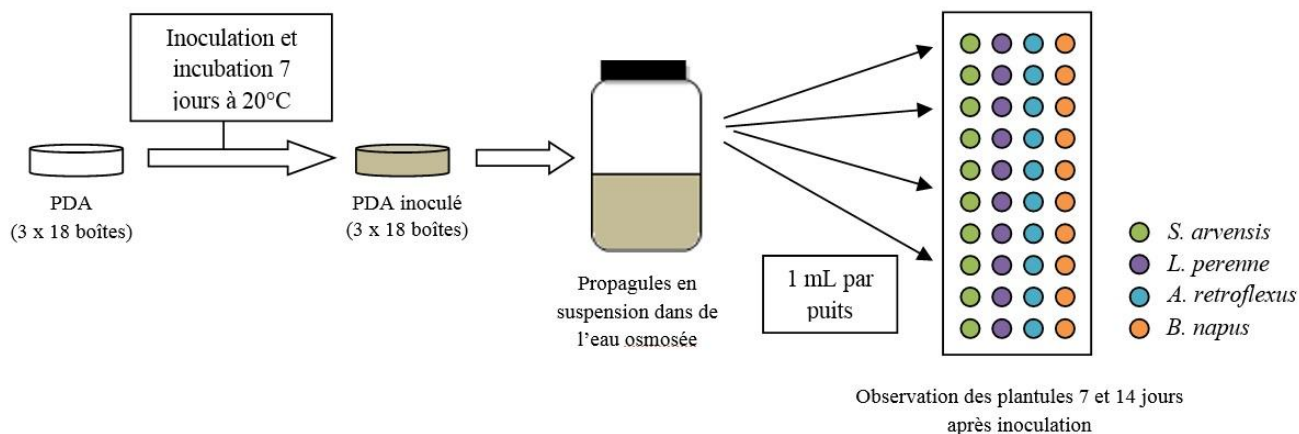 Inoculation et
incubation 7
jours à 20°C
PDA
(3 x 18 boîtes)
PDA inoculé
(3 x 18 boîtes)
Propagules en
suspension dans de
l’eau osmosée
1 mL par
puits
S. arvensis
L. perenne
A. retroflexus
B. napus
Observation des plantules 7 et 14 jours
après inoculation